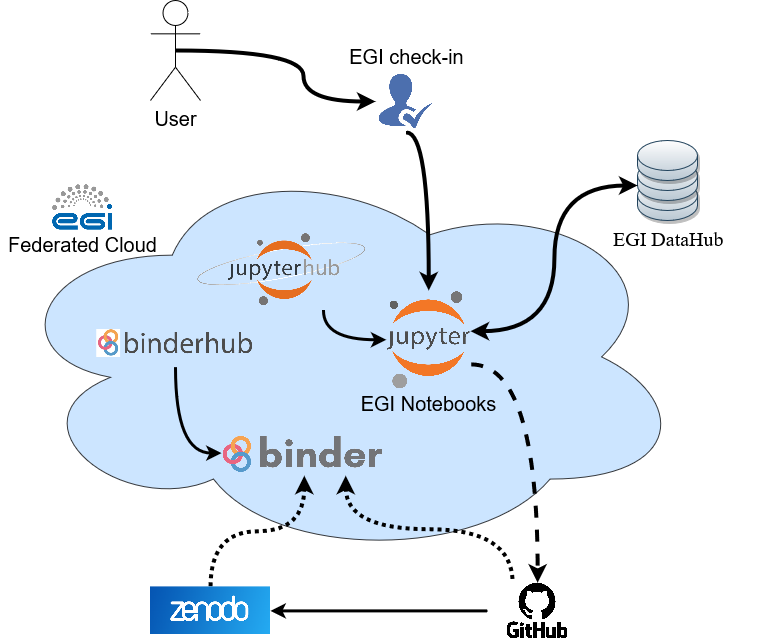 EGI check-in
User
EGI DataHub
egi
Federated Cloud
jupyterhub
binderhub
jupyter
EGI Notebooks
binder
zenodo
GitHub